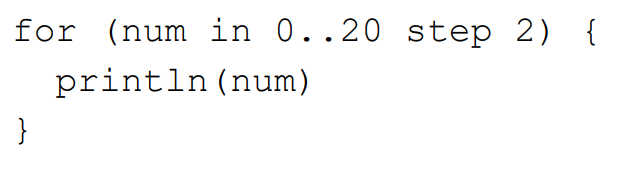 for (num in 0..20 step 2) {
  println(num)
}